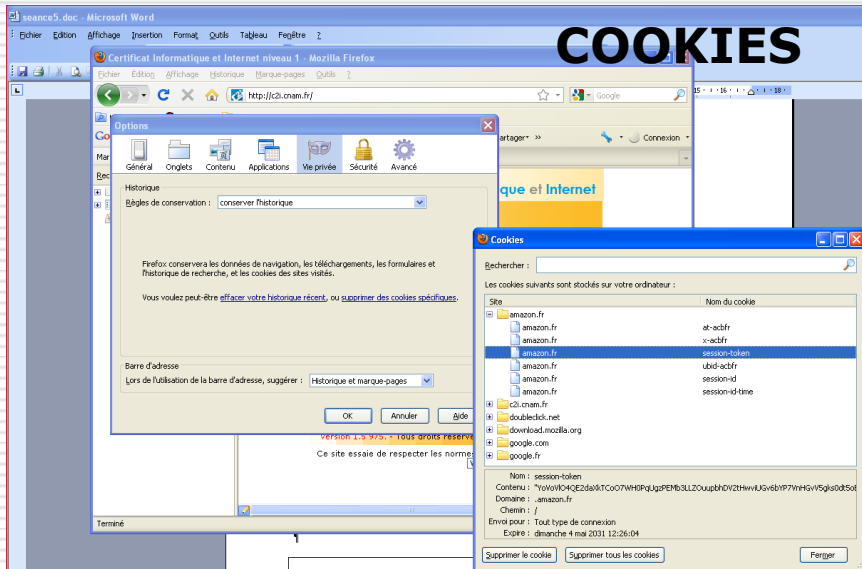 seance5.doc - Microsoft Word
Fichier Edition Affichage Insertion Format Outils Tableau Fenêtre ?
COOKIES
Certificat Informatique et Internet niveau 1 - Mozilla Firefox
Fichier Édition Affichage Historique Marque-pages Outils ?
http://c2i.cnam.fr/
Google
15 · 16 · 18
Options
artager
Connexion
Go
Mar
Rec
Général Onglets Contenu Applications Vie privée Sécurité Avancé
que et Internet
Historique
Règles de conservation : conserver l'historique
Firefox conservera les données de navigation, les téléchargements, les formulaires et
l'historique de recherche, et les cookies des sites visités.
Vous voulez peut-être effacer votre historique récent, ou supprimer des cookies spécifiques.
Barre d'adresse
Lors de l'utilisation de la barre d'adresse, suggérer : Historique et marque-pages
OK Annuler Aide
Version 1.5 975. - Tous droits réservé
Ce site essaie de respecter les normes
Terminé
Cookies
Rechercher :
Les cookies suivants sont stockés sur votre ordinateur :
Site Nom du cookie
amazon.fr
amazon.fr at-acbfr
amazon.fr x-acbfr
amazon.fr session-token
amazon.fr ubid-acbfr
amazon.fr session-id
amazon.fr session-id-time
c2i.cnam.fr
doubleclick.net
download.mozilla.org
google.com
google.fr
Nom : session-token
Contenu :
Domaine : .amazon.fr
Chemin : /
Envoi pour : Tout type de connexion
Expire : dimanche 4 mai 2031 12:26:04
Supprimer le cookie Supprimer tous les cookies Fermer